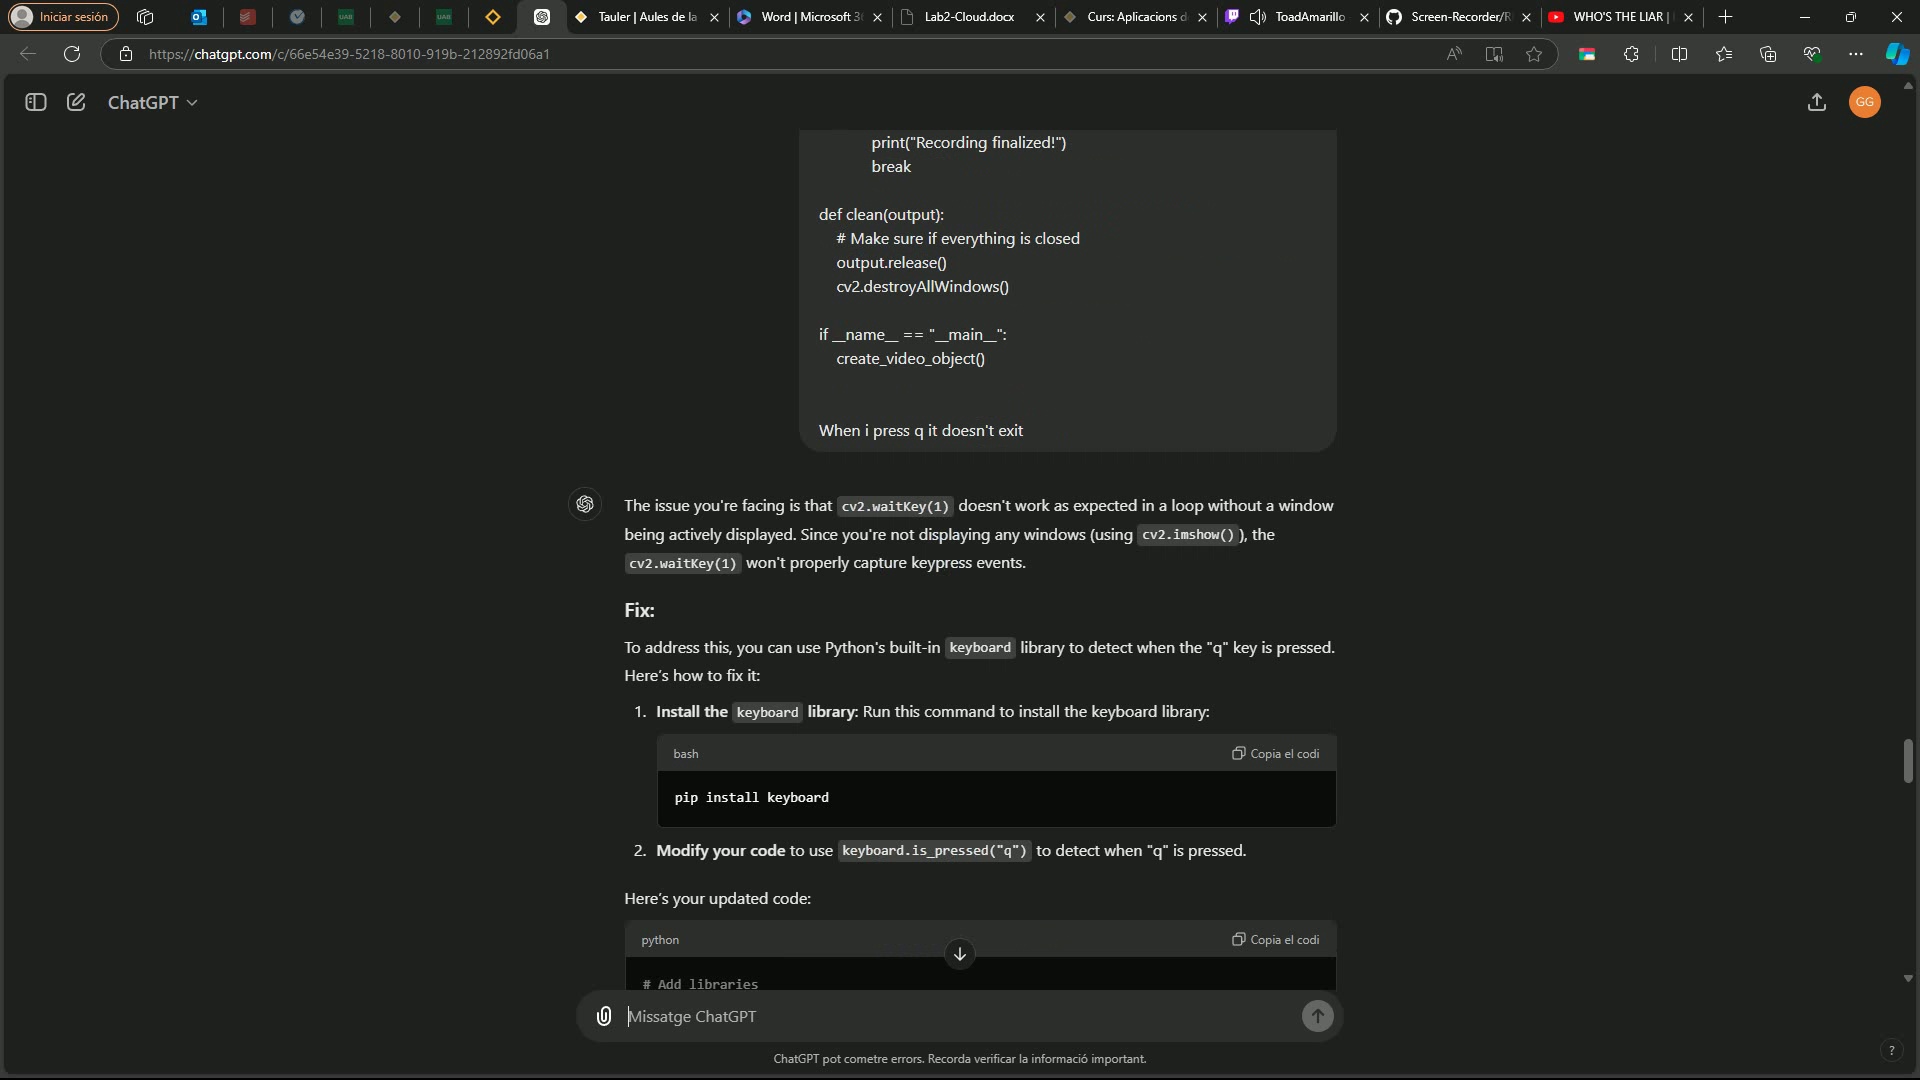 Iniciar sesión
UAB
UAB
Tauler | Aules de la
Word | Microsoft 3
Lab2-Cloud.docx
Curs: Aplicacions d
ToadAmarillo
Screen-Recorder/R
WHO'S THE LIAR |
https://chatgpt.com/c/66e54e39-5218-8010-919b-212892fd06a1
ChatGPT
GG
print("Recording finalized!")
break
def clean(output):
# Make sure if everything is closed
output.release()
cv2.destroyAllWindows()
if __name__ == "__main__":
create_video_object()
When i press q it doesn't exit
The issue you're facing is that cv2.waitKey(1) doesn't work as expected in a loop without a window
being actively displayed. Since you're not displaying any windows (using cv2.imshow()), the
cv2.waitKey(1) won't properly capture keypress events.
Fix:
To address this, you can use Python's built-in keyboard library to detect when the "q" key is pressed.
Here's how to fix it:
1. Install the keyboard library: Run this command to install the keyboard library:
bash
Copia el codi
pip install keyboard
2. Modify your code to use keyboard.is_pressed("q") to detect when "q" is pressed.
Here's your updated code:
python
Copia el codi
# Add libraries
Missatge ChatGPT
ChatGPT pot cometre errors. Recorda verificar la informació important.
?